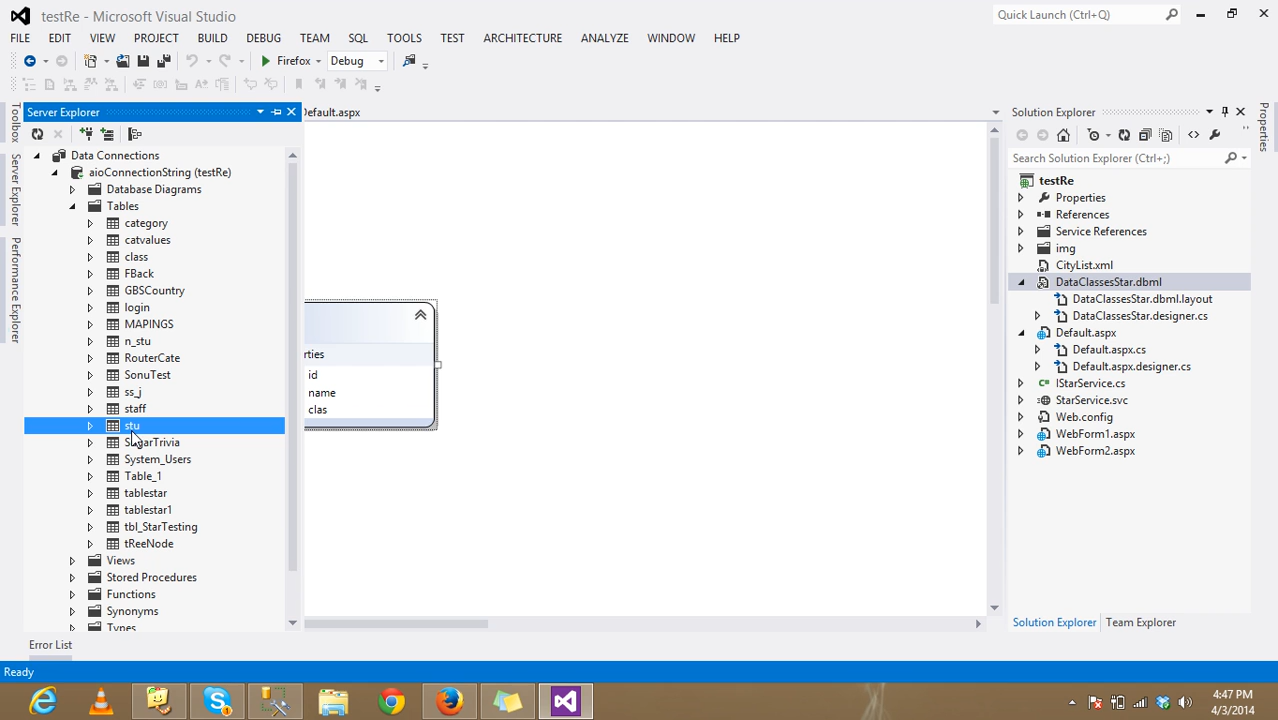 testRe - Microsoft Visual Studio
Quick Launch (Ctrl+Q)
FILE EDIT VIEW PROJECT BUILD DEBUG TEAM SQL TOOLS TEST ARCHITECTURE ANALYZE WINDOW HELP
Firefox Debug
Server Explorer
Default.aspx
Solution Explorer
Toolbox
Server Explorer
Performance Explorer
Data Connections
aioConnectionString (testRe)
Database Diagrams
Tables
category
catvalues
class
FBack
GBSCountry
login
MAPINGS
n_stu
RouterCate
SonuTest
ss_j
staff
stu
SugarTrivia
System_Users
Table_1
tablestar
tablestar1
tbl_StarTesting
tReeNode
Views
Stored Procedures
Functions
Synonyms
Types
rties
id
name
clas
Search Solution Explorer (Ctrl+;)
testRe
Properties
References
Service References
img
CityList.xml
DataClassesStar.dbml
DataClassesStar.dbml.layout
DataClassesStar.designer.cs
Default.aspx
Default.aspx.cs
Default.aspx.designer.cs
IStarService.cs
StarService.svc
Web.config
WebForm1.aspx
WebForm2.aspx
Solution Explorer Team Explorer
Properties
Error List
Ready
4:47 PM
4/3/2014